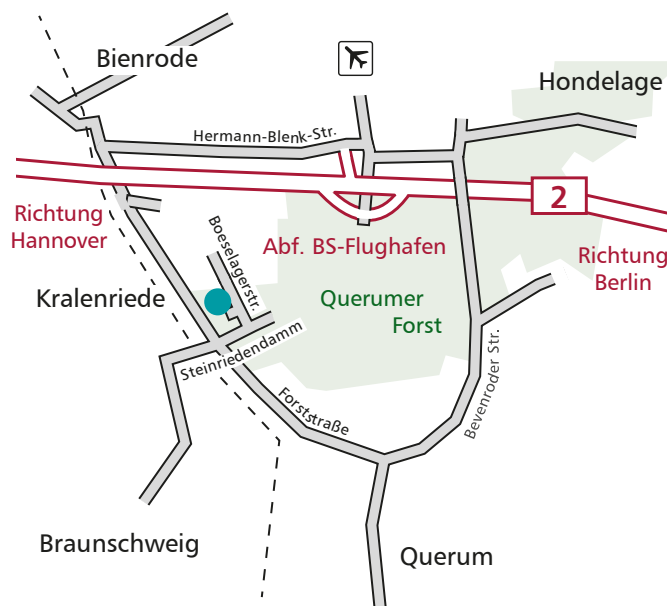 Bienrode
Hondelage
Hermann-Blenk-Str.
2
Richtung
Hannover
Boeselagerstr.
Abf. BS-Flughafen
Richtung
Berlin
Kralenriede
Querumer
Forst
Steinriedendamm
Bevenroder Str.
Forststraße
Braunschweig
Querum